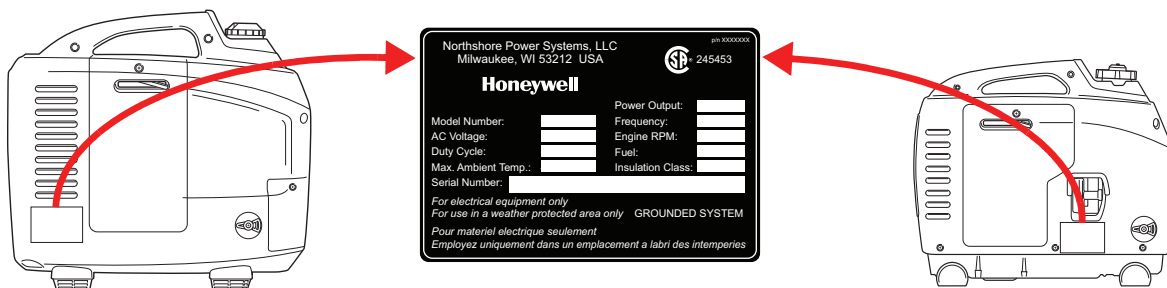 p/n XXXXXXX
Northshore Power Systems, LLC
Milwaukee, WI 53212 USA
SA ® 245453
Honeywell
Power Output:
Model Number: Frequency:
AC Voltage: Engine RPM:
Duty Cycle: Fuel:
Max. Ambient Temp.: Insulation Class:
Serial Number:
For electrical equipment only
For use in a weather protected area only GROUNDED SYSTEM
Pour materiel electrique seulement
Employez uniquement dans un emplacement a labri des intemperies